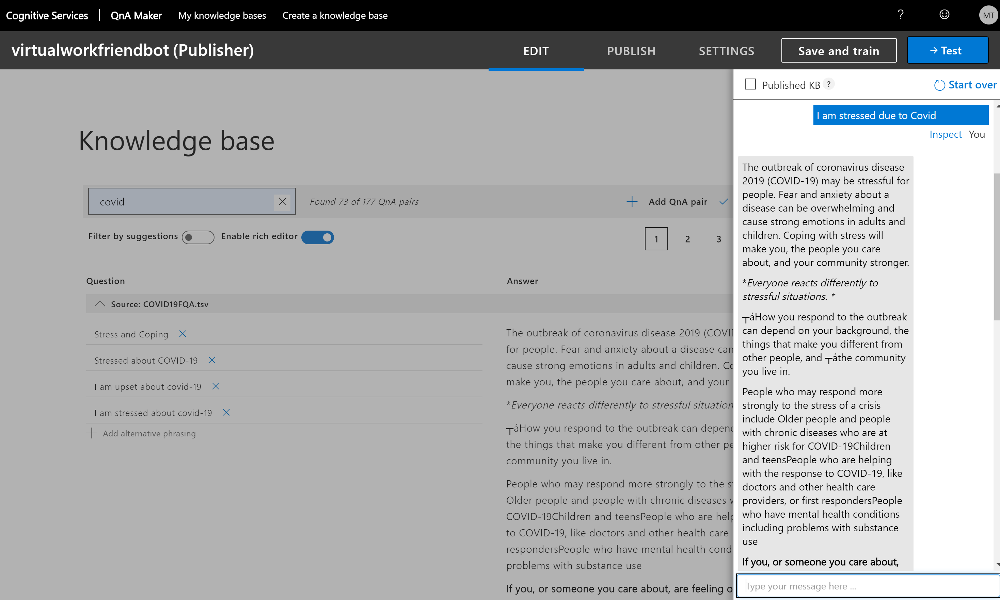 Cognitive Services | QnA Maker My knowledge bases Create a knowledge base ? MT
virtualworkfriendbot (Publisher) EDIT PUBLISH SETTINGS Save and train → Test
Knowledge base
covid Found 73 of 177 QnA pairs + Add QnA pair
Filter by suggestions Enable rich editor 1 2 3
Question Answer
Source: COVID19FQA.tsv
Stress and Coping
Stressed about COVID-19
I am upset about covid-19
I am stressed about covid-19
+ Add alternative phrasing
The outbreak of coronavirus disease 2019 (COVI
for people. Fear and anxiety about a disease can
cause strong emotions in adults and children. Co
make you, the people you care about, and your
*Everyone reacts differently to stressful situation
┬áHow you respond to the outbreak can depend
the things that make you different from other pe
community you live in.
People who may respond more strongly to the s
Older people and people with chronic diseases w
COVID-19Children and teensPeople who are help
to COVID-19, like doctors and other health care
respondersPeople who have mental health cond
problems with substance use
If you, or someone you care about, are feeling o
Published KB ? Start over
I am stressed due to Covid
Inspect You
The outbreak of coronavirus disease
2019 (COVID-19) may be stressful for
people. Fear and anxiety about a
disease can be overwhelming and
cause strong emotions in adults and
children. Coping with stress will
make you, the people you care
about, and your community stronger.
*Everyone reacts differently to
stressful situations. *
┬áHow you respond to the outbreak
can depend on your background, the
things that make you different from
other people, and ┬áthe community
you live in.
People who may respond more
strongly to the stress of a crisis
include Older people and people
with chronic diseases who are at
higher risk for COVID-19Children
and teensPeople who are helping
with the response to COVID-19, like
doctors and other health care
providers, or first respondersPeople
who have mental health conditions
including problems with substance
use
If you, or someone you care about,
Type your message here ...